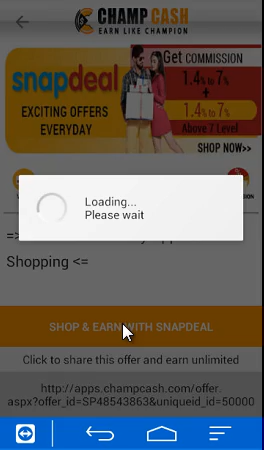 CHAMP CASH
EARN LIKE CHAMPION
Get COMMISSION
snapdeal
1.4% to 7%
+
EXCITING OFFERS
1.4% to 7%
EVERYDAY
Above 7 Level
SHOP NOW>>
Loading...
Please wait
=>
Shopping <=
SHOP & EARN WITH SNAPDEAL
Click to share this offer and earn unlimited
http://apps.champcash.com/offer.
aspx?offer_id=SP48543863&uniqueid_id=50000